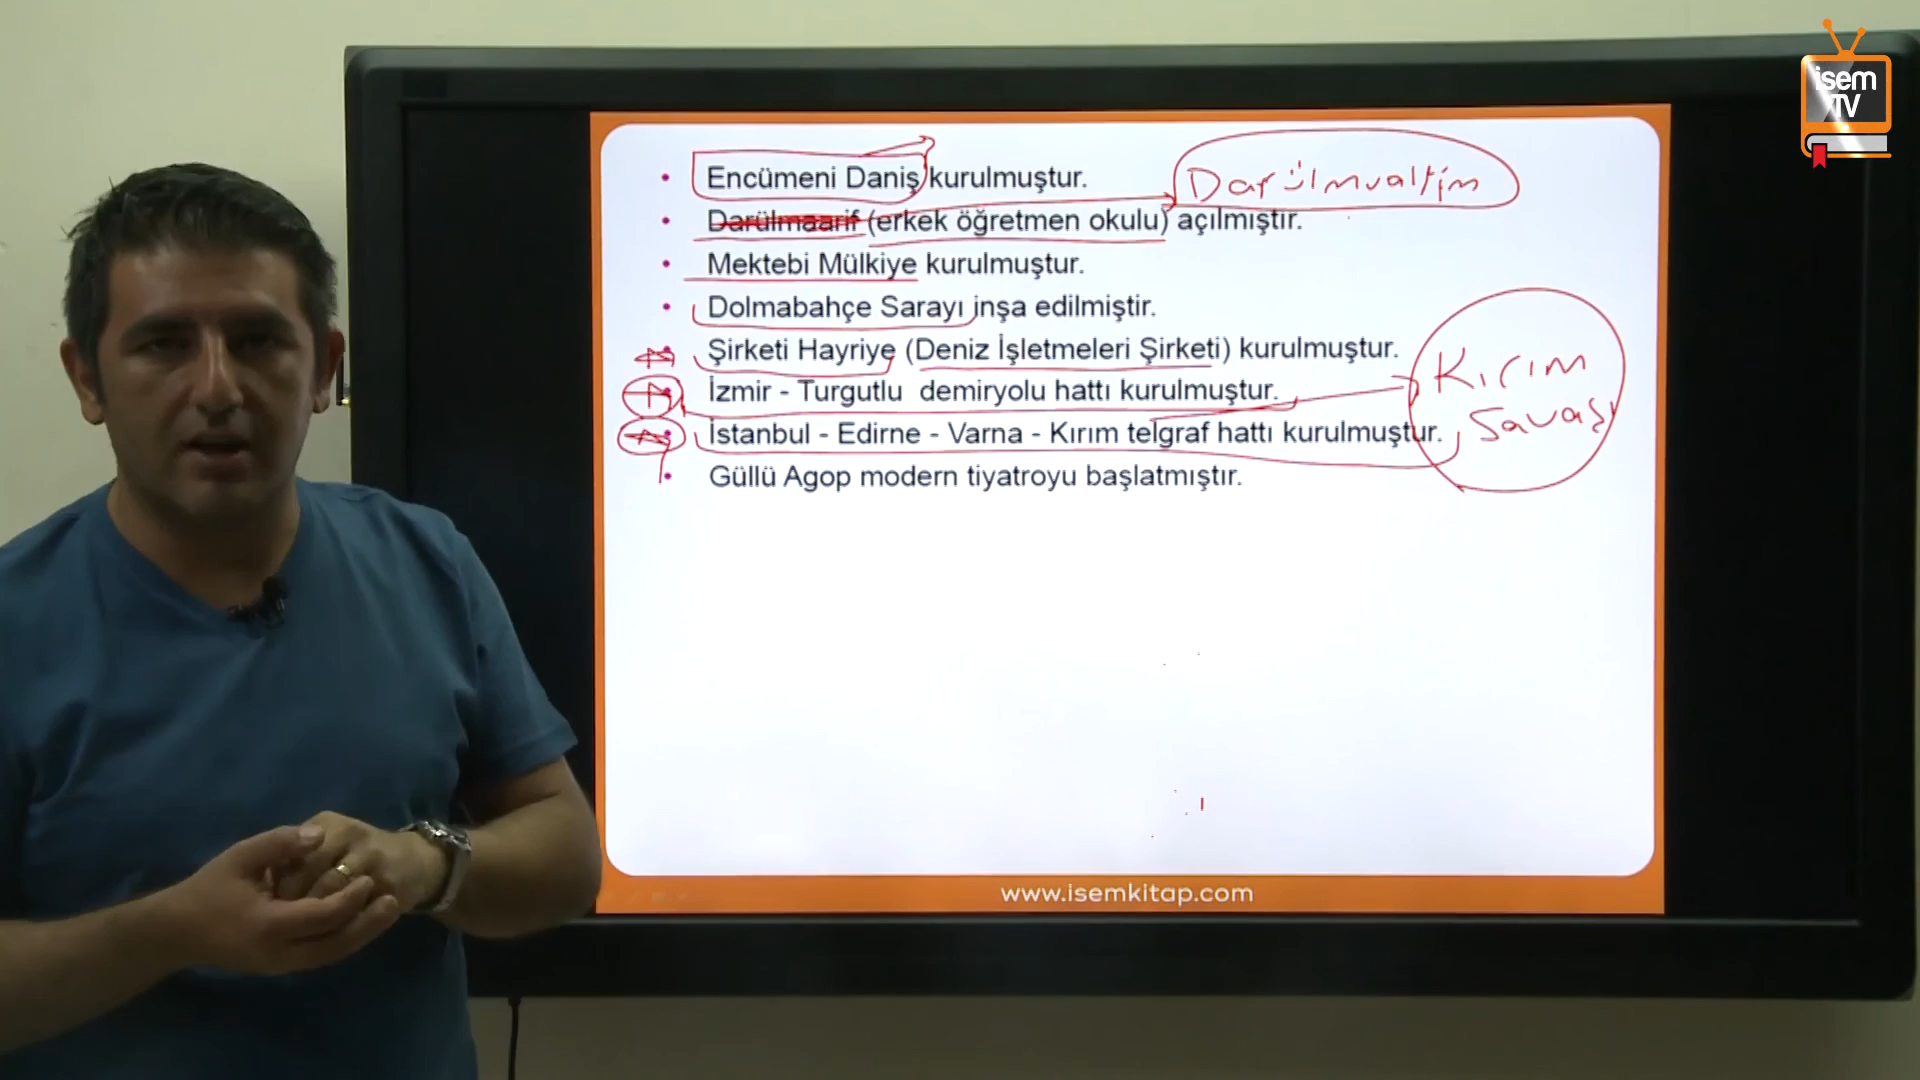 isem
TV
• Encümeni Daniş kurulmuştur.
Darülmualim
• Darülmaarif (erkek öğretmen okulu) açılmıştır.
• Mektebi Mülkiye kurulmuştur.
• Dolmabahçe Sarayı inşa edilmiştir.
• Şirketi Hayriye (Deniz İşletmeleri Şirketi) kurulmuştur.
• İzmir - Turgutlu demiryolu hattı kurulmuştur.
• İstanbul - Edirne - Varna - Kırım telgraf hattı kurulmuştur.
Kırım
Savaşı
• Güllü Agop modern tiyatroyu başlatmıştır.
www.isemkitap.com